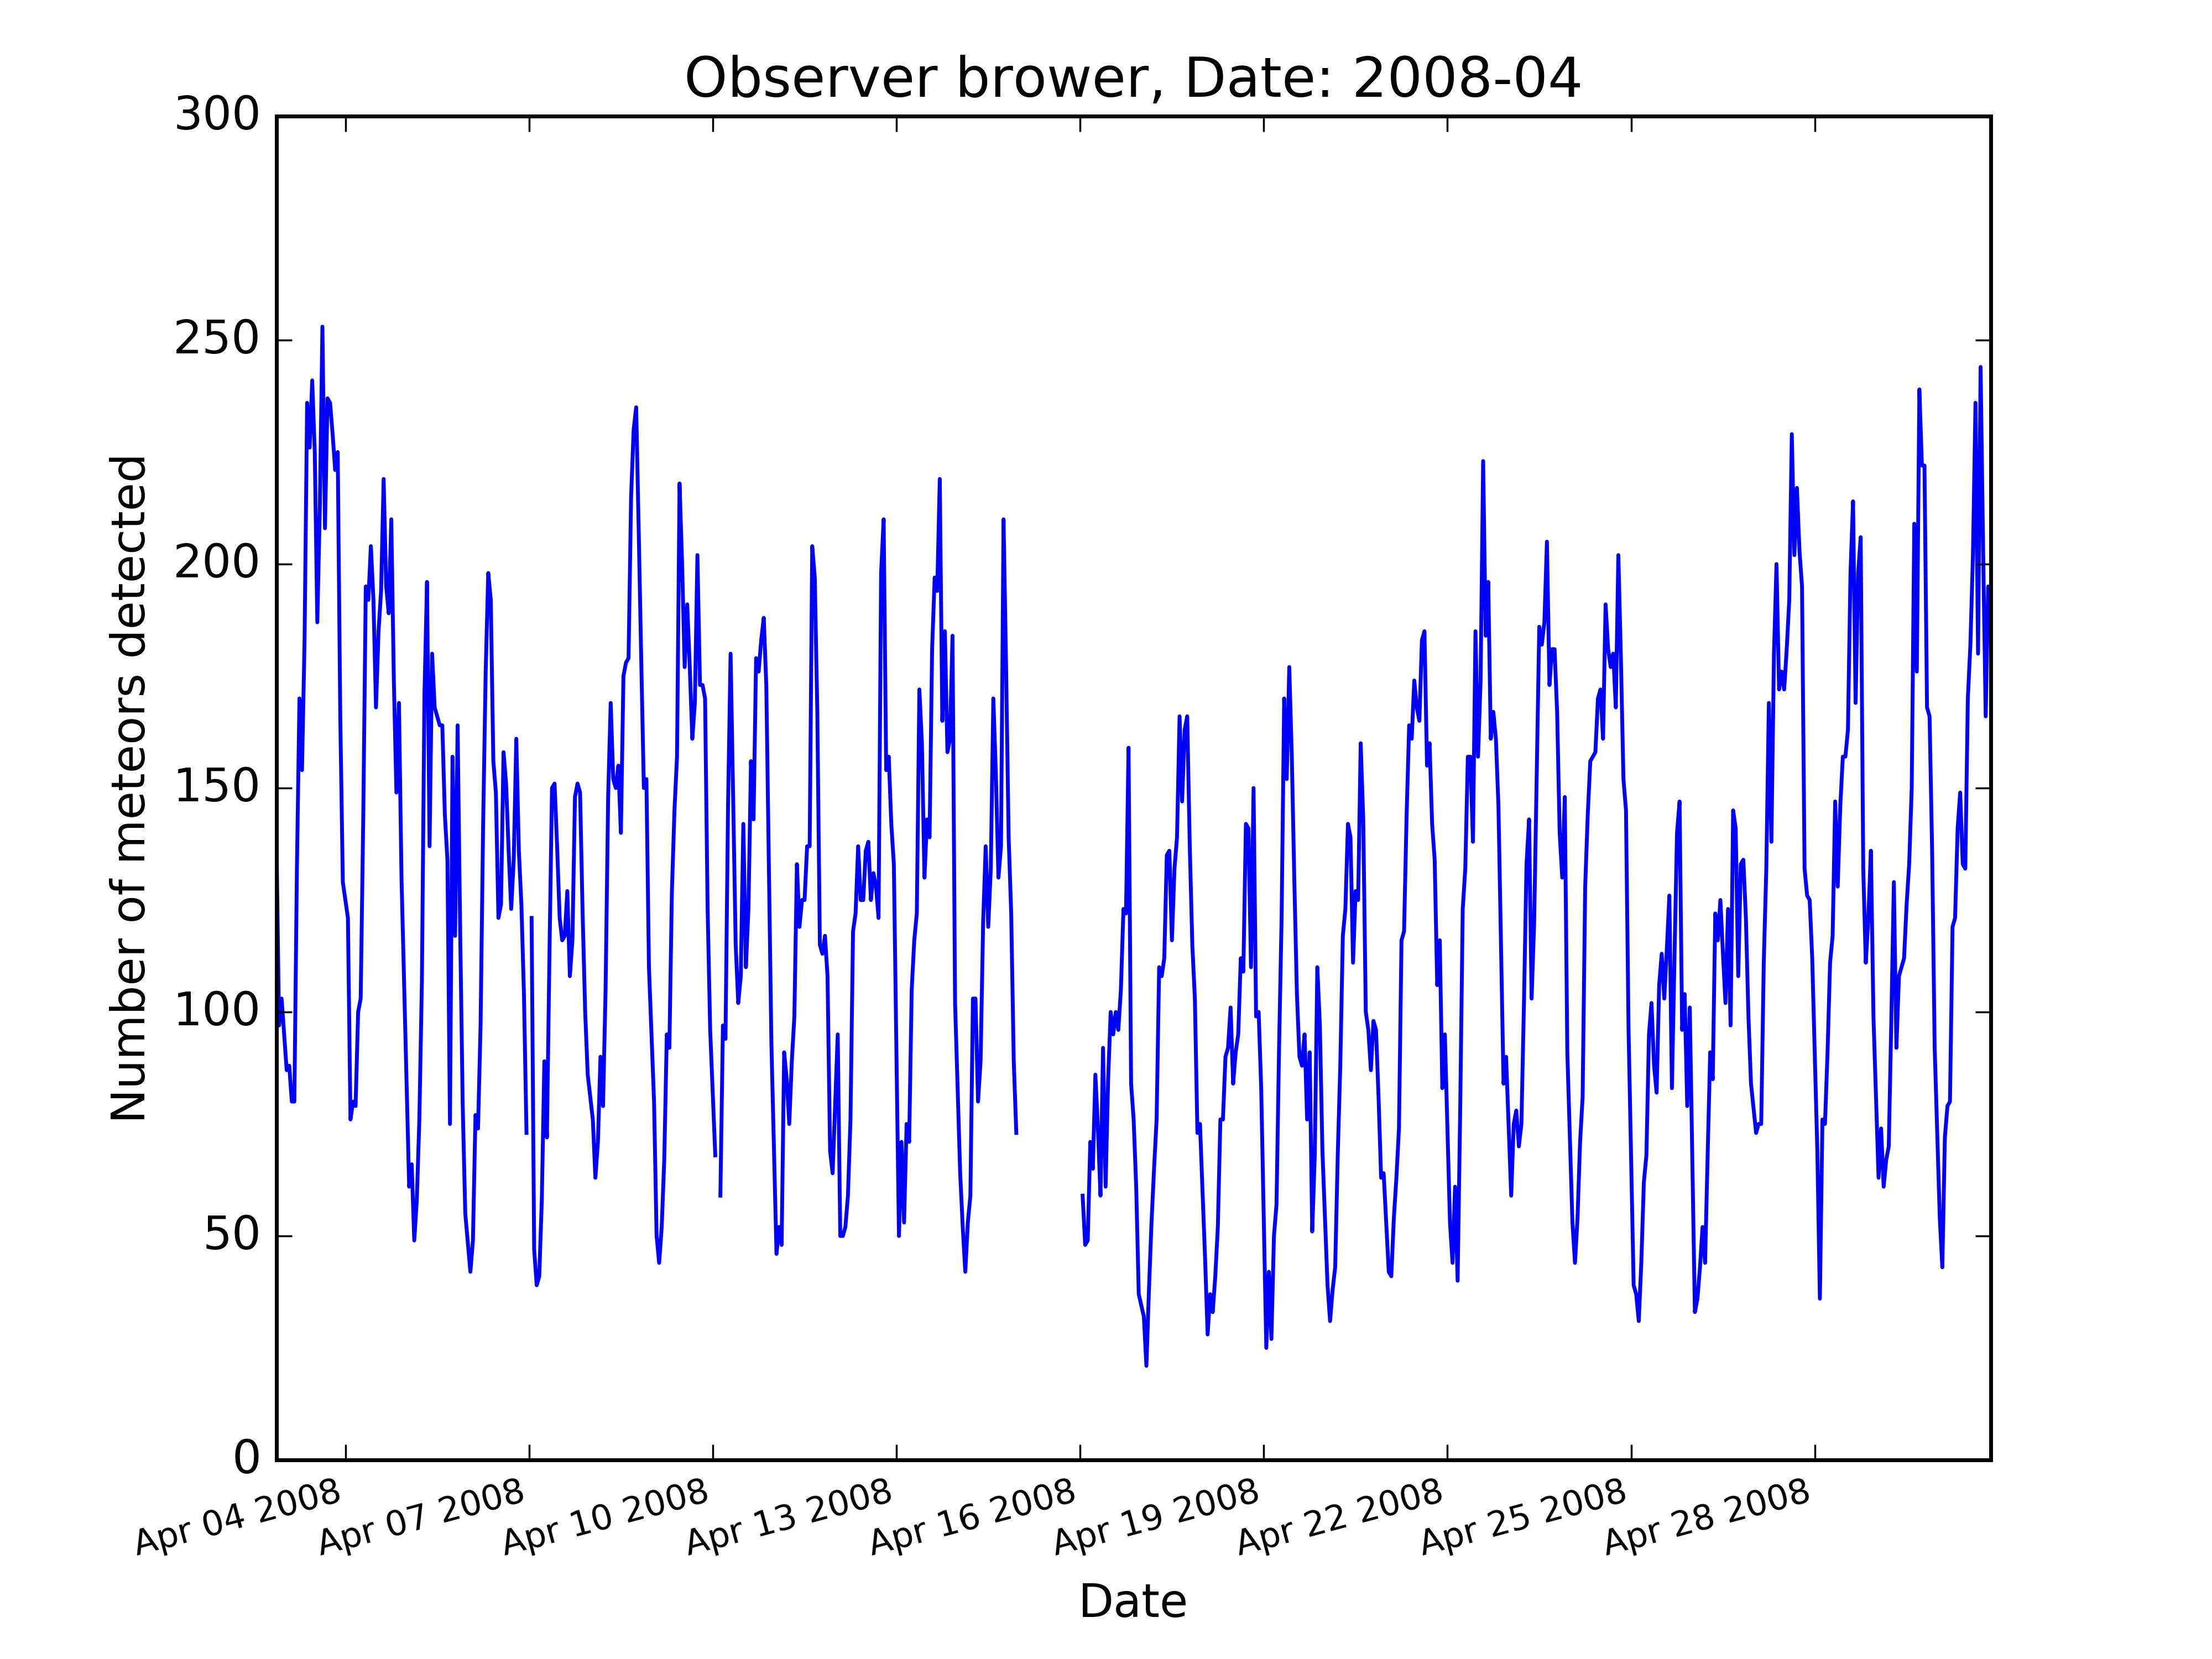 Observer brower, Date: 2008-04
300
250
200
150
100
50
0
Number of meteors detected
Apr 04 2008
Apr 07 2008
Apr 10 2008
Apr 13 2008
Apr 16 2008
Apr 19 2008
Apr 22 2008
Apr 25 2008
Apr 28 2008
Date